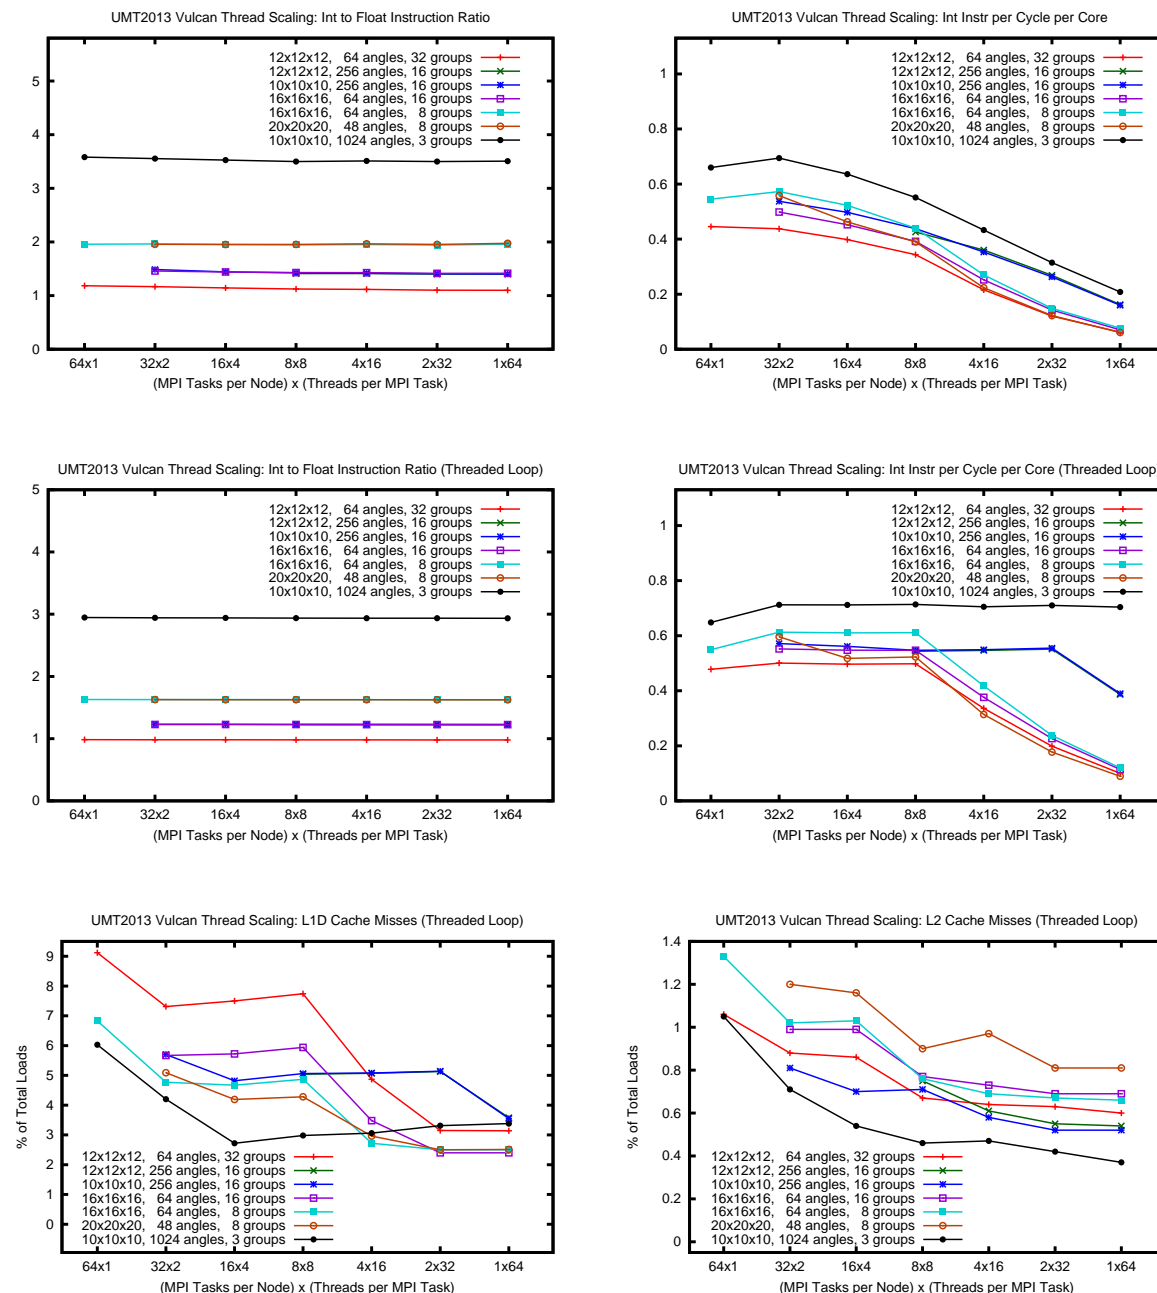 UMT2013 Vulcan Thread Scaling: Int to Float Instruction Ratio
12x12x12, 64 angles, 32 groups
12x12x12, 256 angles, 16 groups
10x10x10, 256 angles, 16 groups
16x16x16, 64 angles, 16 groups
16x16x16, 64 angles, 8 groups
20x20x20, 48 angles, 8 groups
10x10x10, 1024 angles, 3 groups
5
4
3
2
1
0
64x1 32x2 16x4 8x8 4x16 2x32 1x64
(MPI Tasks per Node) x (Threads per MPI Task)
UMT2013 Vulcan Thread Scaling: Int Instr per Cycle per Core
12x12x12, 64 angles, 32 groups
12x12x12, 256 angles, 16 groups
10x10x10, 256 angles, 16 groups
16x16x16, 64 angles, 16 groups
16x16x16, 64 angles, 8 groups
20x20x20, 48 angles, 8 groups
10x10x10, 1024 angles, 3 groups
1
0.8
0.6
0.4
0.2
0
64x1 32x2 16x4 8x8 4x16 2x32 1x64
(MPI Tasks per Node) x (Threads per MPI Task)
UMT2013 Vulcan Thread Scaling: Int to Float Instruction Ratio (Threaded Loop)
12x12x12, 64 angles, 32 groups
12x12x12, 256 angles, 16 groups
10x10x10, 256 angles, 16 groups
16x16x16, 64 angles, 16 groups
16x16x16, 64 angles, 8 groups
20x20x20, 48 angles, 8 groups
10x10x10, 1024 angles, 3 groups
5
4
3
2
1
0
64x1 32x2 16x4 8x8 4x16 2x32 1x64
(MPI Tasks per Node) x (Threads per MPI Task)
UMT2013 Vulcan Thread Scaling: Int Instr per Cycle per Core (Threaded Loop)
12x12x12, 64 angles, 32 groups
12x12x12, 256 angles, 16 groups
10x10x10, 256 angles, 16 groups
16x16x16, 64 angles, 16 groups
16x16x16, 64 angles, 8 groups
20x20x20, 48 angles, 8 groups
10x10x10, 1024 angles, 3 groups
1
0.8
0.6
0.4
0.2
0
64x1 32x2 16x4 8x8 4x16 2x32 1x64
(MPI Tasks per Node) x (Threads per MPI Task)
UMT2013 Vulcan Thread Scaling: L1D Cache Misses (Threaded Loop)
% of Total Loads
9
8
7
6
5
4
3
2
1
0
12x12x12, 64 angles, 32 groups
12x12x12, 256 angles, 16 groups
10x10x10, 256 angles, 16 groups
16x16x16, 64 angles, 16 groups
16x16x16, 64 angles, 8 groups
20x20x20, 48 angles, 8 groups
10x10x10, 1024 angles, 3 groups
64x1 32x2 16x4 8x8 4x16 2x32 1x64
(MPI Tasks per Node) x (Threads per MPI Task)
UMT2013 Vulcan Thread Scaling: L2 Cache Misses (Threaded Loop)
% of Total Loads
1.4
1.2
1
0.8
0.6
0.4
0.2
0
12x12x12, 64 angles, 32 groups
12x12x12, 256 angles, 16 groups
10x10x10, 256 angles, 16 groups
16x16x16, 64 angles, 16 groups
16x16x16, 64 angles, 8 groups
20x20x20, 48 angles, 8 groups
10x10x10, 1024 angles, 3 groups
64x1 32x2 16x4 8x8 4x16 2x32 1x64
(MPI Tasks per Node) x (Threads per MPI Task)